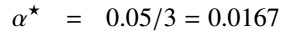 α* = 0.05/3 = 0.0167